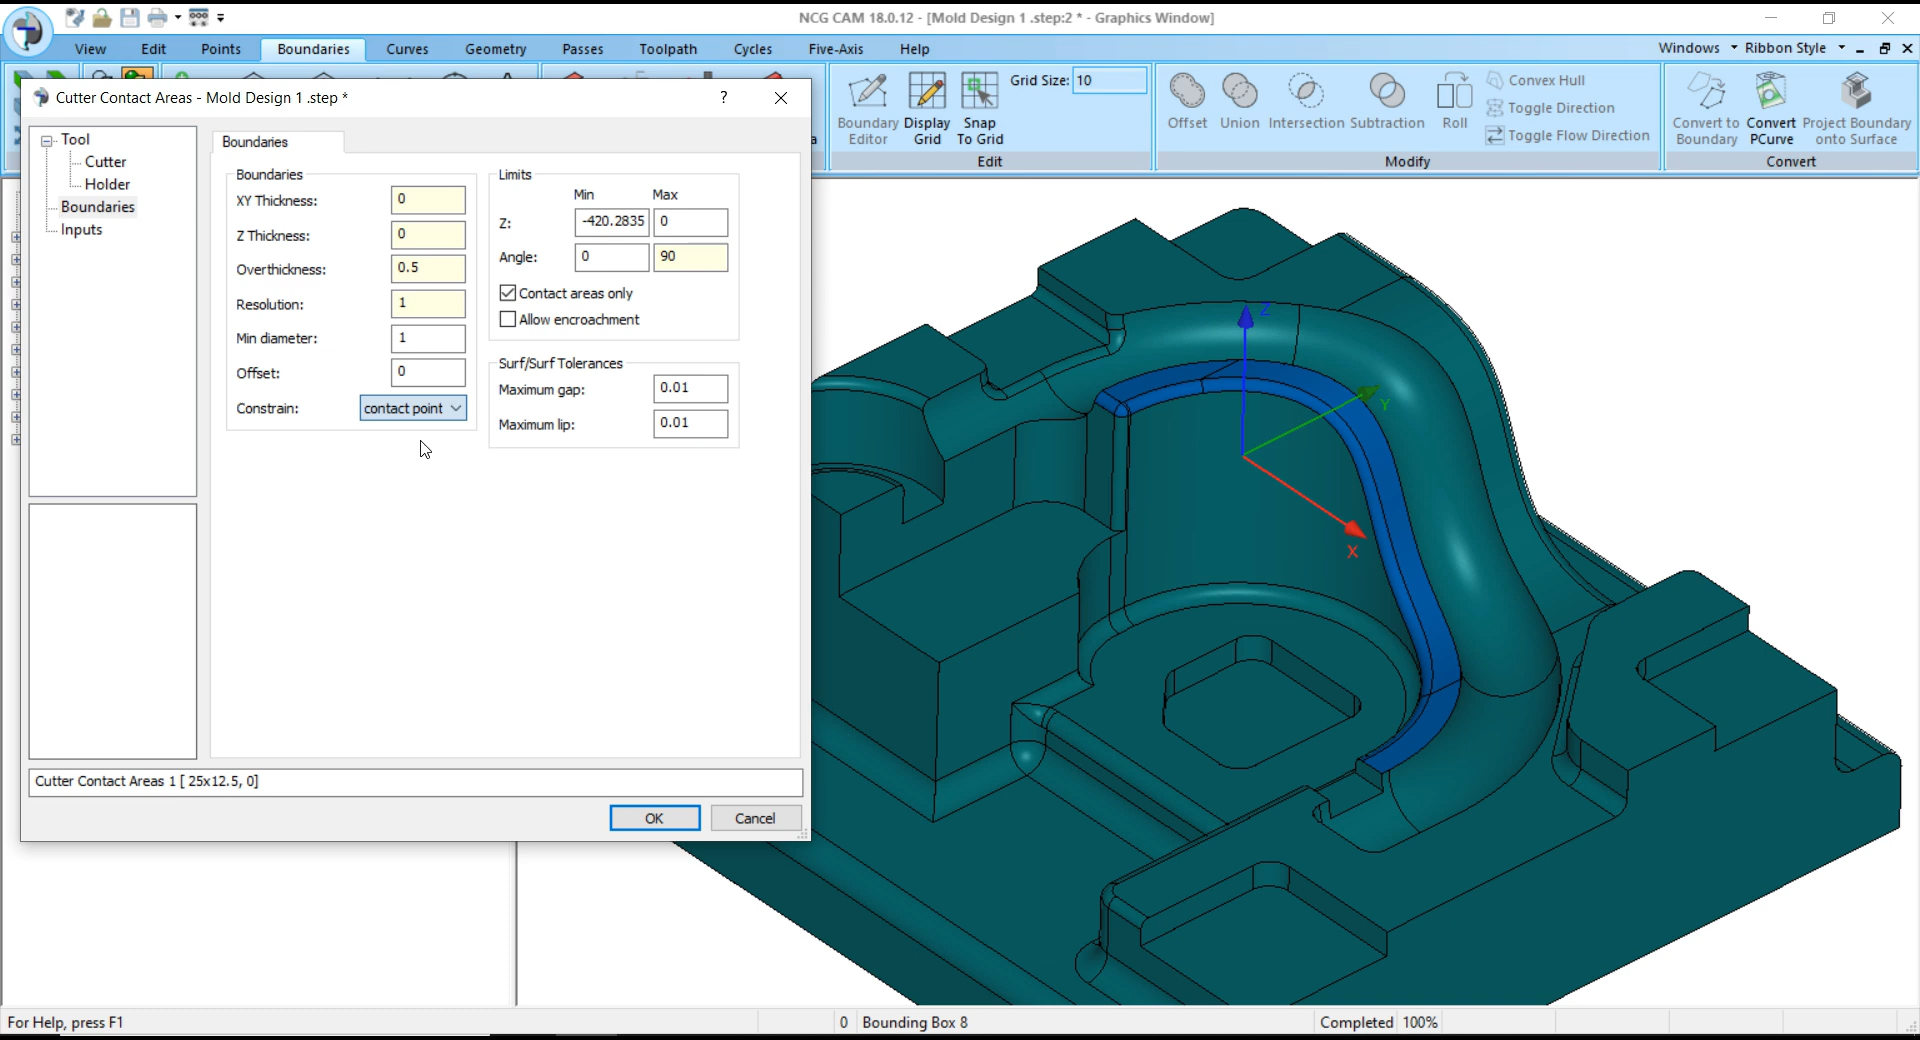 NCG CAM 18.0.12 - [Mold Design 1 .step:2 * - Graphics Window]
View Edit Points Boundaries Curves Geometry Passes Toolpath Cycles Five-Axis Help Windows Ribbon Style
Cutter Contact Areas - Mold Design 1 .step * ?
Boundary Editor
Display Grid
Snap To Grid
Grid Size: 10
Edit
Offset Union Intersection Subtraction Roll
Convex Hull
Toggle Direction
Toggle Flow Direction
Modify
Convert to Boundary
Convert PCurve
Project Boundary onto Surface
Convert
Tool
Cutter
Holder
Boundaries
Inputs
Boundaries
Boundaries
XY Thickness: 0
Z Thickness: 0
Overthickness: 0.5
Resolution: 1
Min diameter: 1
Offset: 0
Constrain: contact point
Limits
Min Max
Z: -420.2835 0
Angle: 0 90
Contact areas only
Allow encroachment
Surf/Surf Tolerances
Maximum gap: 0.01
Maximum lip: 0.01
Cutter Contact Areas 1 [ 25x12.5, 0]
OK Cancel
Z
Y
X
For Help, press F1 0 Bounding Box 8 Completed 100%